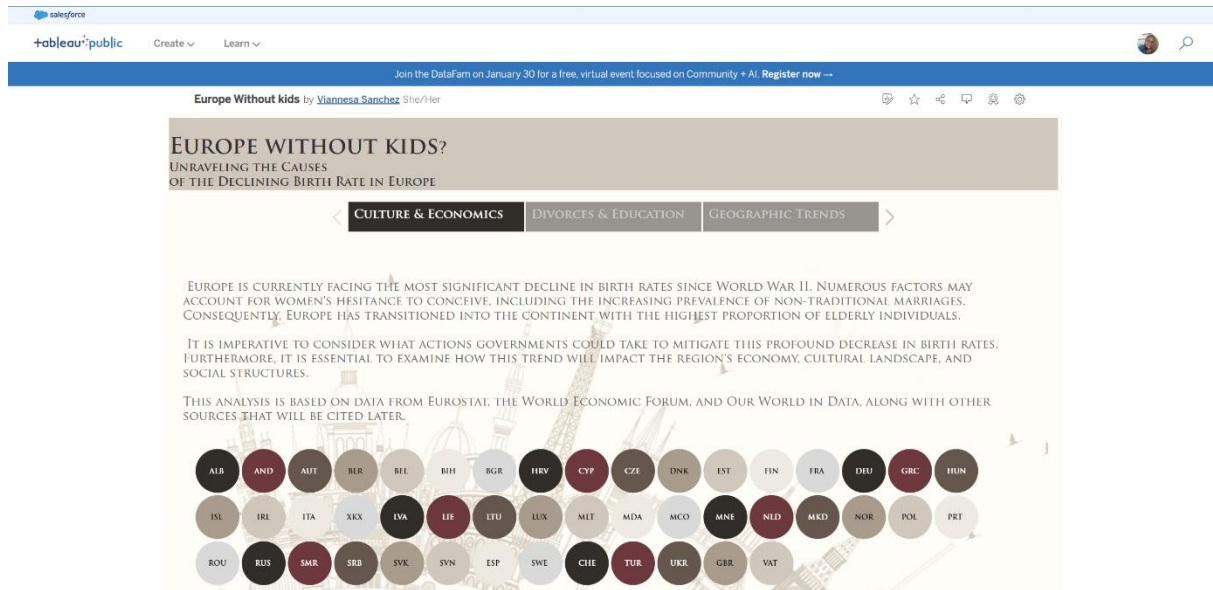 salesforce
+ab|eau public Create Learn
Join the DataFam on January 30 for a free, virtual event focused on Community + AI. Register now →
Europe Without kids by Viannesa Sanchez She/Her
EUROPE WITHOUT KIDS?
UNRAVELING THE CAUSES
OF THE DECLINING BIRTH RATE IN EUROPE
CULTURE & ECONOMICS DIVORCES & EDUCATION GEOGRAPHIC TRENDS
EUROPE IS CURRENTLY FACING THE MOST SIGNIFICANT DECLINE IN BIRTH RATES SINCE WORLD WAR II. NUMEROUS FACTORS MAY
ACCOUNT FOR WOMEN'S HESITANCE TO CONCEIVE, INCLUDING THE INCREASING PREVALENCE OF NON-TRADITIONAL MARRIAGES.
CONSEQUENTLY, EUROPE HAS TRANSITIONED INTO THE CONTINENT WITH THE HIGHEST PROPORTION OF ELDERLY INDIVIDUALS.
IT IS IMPERATIVE TO CONSIDER WHAT ACTIONS GOVERNMENTS COULD TAKE TO MITIGATE THIS PROFOUND DECREASE IN BIRTH RATES.
FURTHERMORE, IT IS ESSENTIAL TO EXAMINE HOW THIS TREND WILL IMPACT THE REGION'S ECONOMY, CULTURAL LANDSCAPE, AND
SOCIAL STRUCTURES.
THIS ANALYSIS IS BASED ON DATA FROM EUROSTAT, THE WORLD ECONOMIC FORUM, AND OUR WORLD IN DATA, ALONG WITH OTHER
SOURCES THAT WILL BE CITED LATER.
ALB AND AUT BLR BEL BIH BGR HRV CYP CZE DNK EST FIN FRA DEU GRC HUN
ISL IRL ITA XKX LVA LIE LTU LUX MLT MDA MCO MNE NLD MKD NOR POL PRT
ROU RUS SMR SRB SVK SVN ESP SWE CHE TUR UKR GBR VAT